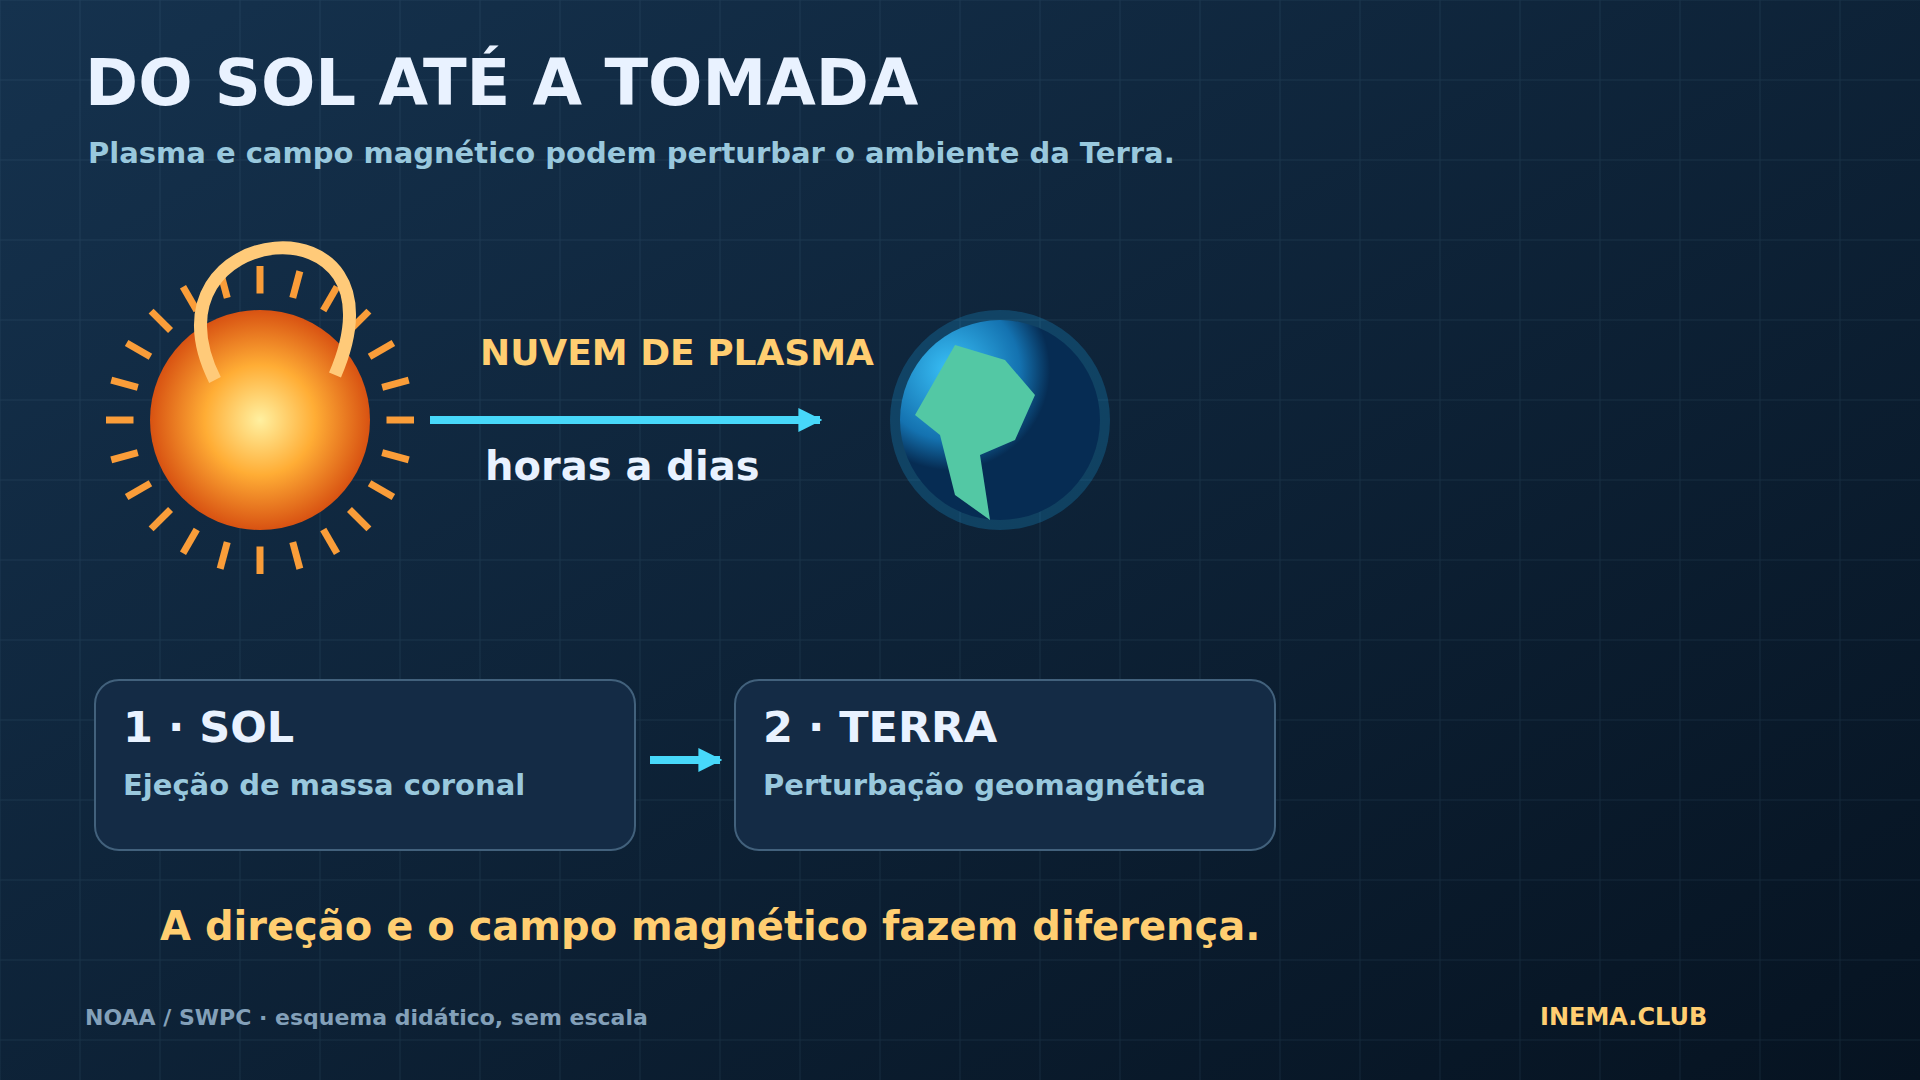 DO SOL ATÉ A TOMADA
Plasma e campo magnético podem perturbar o ambiente da Terra.
NUVEM DE PLASMA
horas a dias
1 · SOL
Ejeção de massa coronal
2 · TERRA
Perturbação geomagnética
A direção e o campo magnético fazem diferença.
NOAA / SWPC · esquema didático, sem escala
INEMA.CLUB